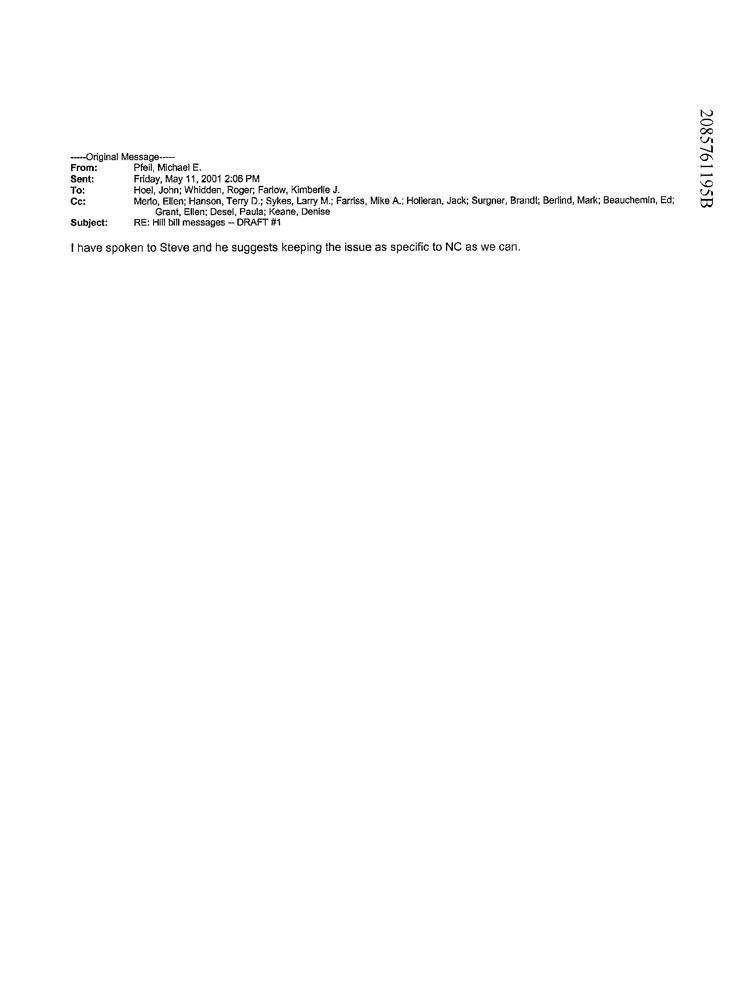 -----Original Message-----
From: Pfeil, Michael E.
Sent: Friday, May 11, 2001 2:06 PM
To: Hoel, John; Whidden, Roger; Farlow, Kimberlie J.
Cc: Merlo, Ellen; Hanson, Terry D.; Sykes, Larry M.; Farriss, Mike A.; Holleran, Jack; Surgner, Brandt; Berlind, Mark; Beauchemin, Ed;
Grant, Ellen; Desel, Paula; Keane, Denise
Subject: RE: Hill bill messages -- DRAFT #1
I have spoken to Steve and he suggests keeping the issue as specific to NC as we can.
2085761195B